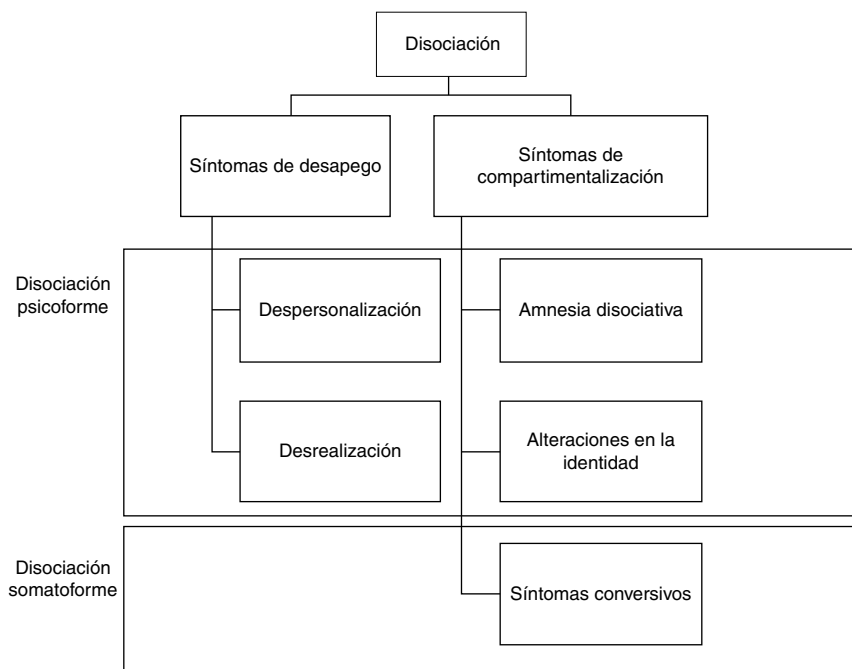 Disociación
Síntomas de desapego
Síntomas de
compartimentalización
Disociación
psicoforme
Despersonalización
Amnesia disociativa
Desrealización
Alteraciones en la
identidad
Disociación
somatoforme
Síntomas conversivos